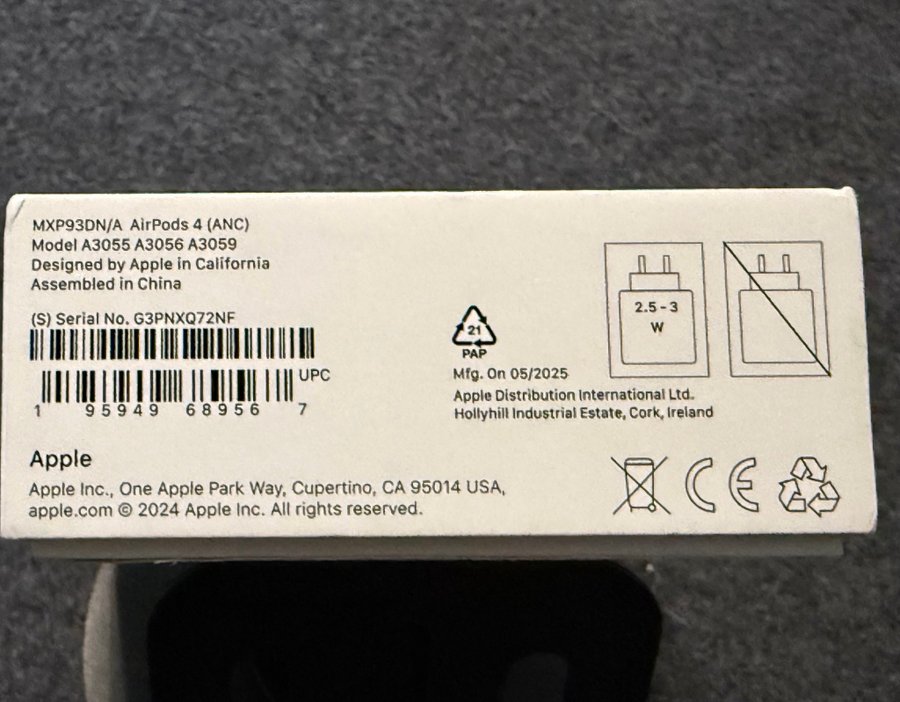 MXP93DN/A AirPods 4 (ANC)
Model A3055 A3056 A3059
Designed by Apple in California
Assembled in China
(S) Serial No. G3PNXQ72NF
UPC
1 95949 68956 7
21
PAP
Mfg. On 05/2025
Apple Distribution International Ltd.
Hollyhill Industrial Estate, Cork, Ireland
2.5 - 3
W
Apple
Apple Inc., One Apple Park Way, Cupertino, CA 95014 USA,
apple.com © 2024 Apple Inc. All rights reserved.
CE